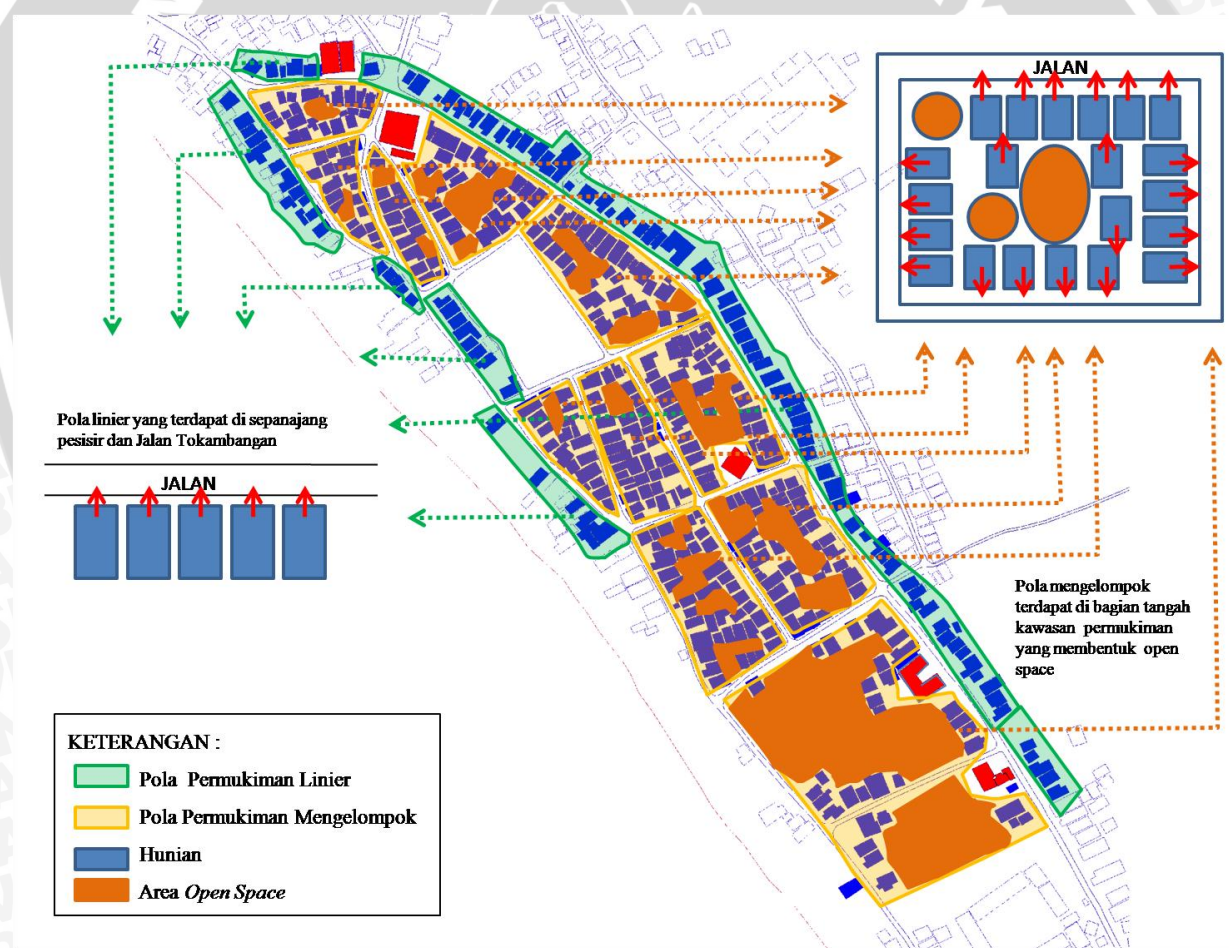 JALAN
Pola linier yang terdapat di sepanajang
pesisir dan Jalan Tokambangan
JALAN
Pola mengelompok
terdapat di bagian tangah
kawasan permukiman
yang membentuk open
space
KETERANGAN :
Pola Permukiman Linier
Pola Permukiman Mengelompok
Hunian
Area Open Space